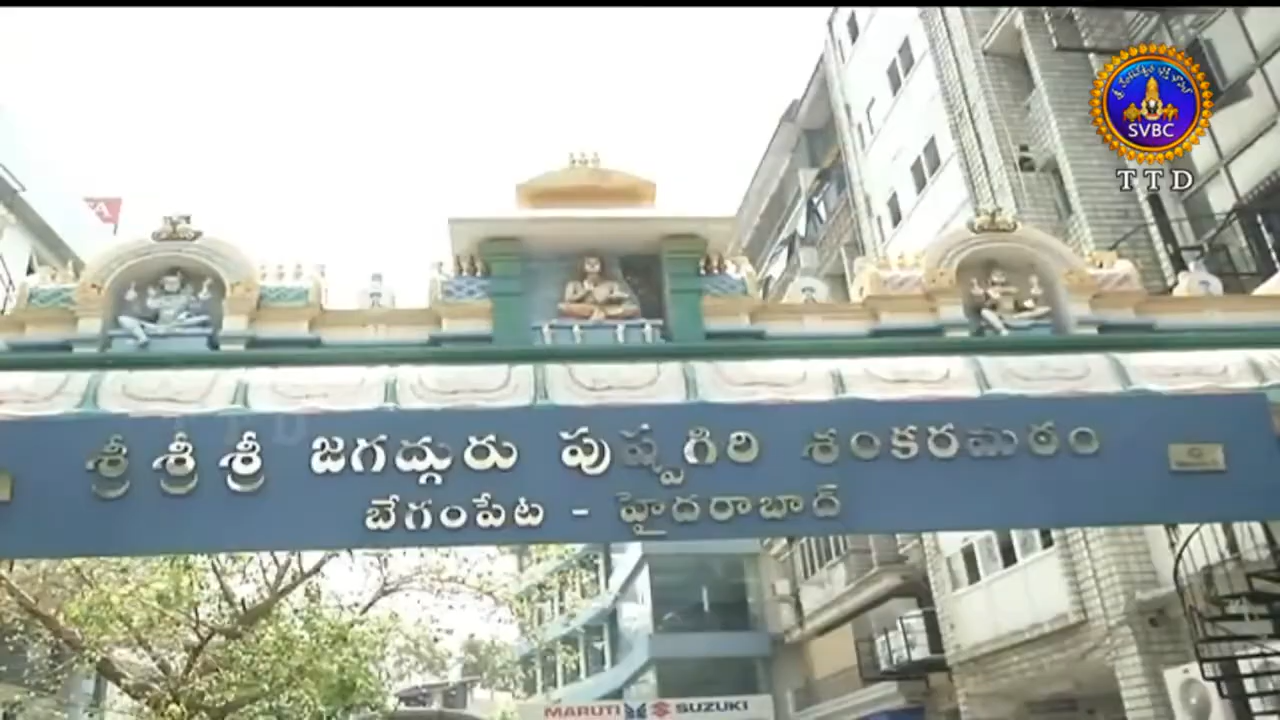 SVBC
TTD
శ్రీ శ్రీ శ్రీ జగద్గురు పుష్పగిరి శంకరమఠం
బేగంపేట - హైదరాబాద్
MARUTI SUZUKI